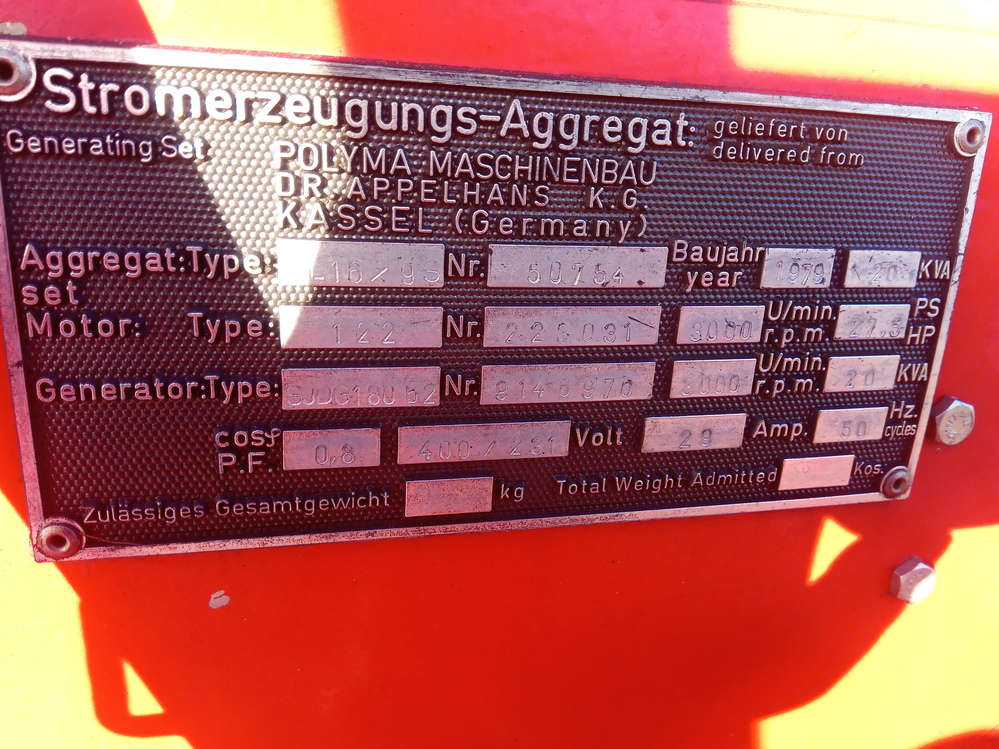 Stromerzeugungs-Aggregat: geliefert von
Generating Set: delivered from
POLYMA MASCHINENBAU
DR. APPELHANS K.G.
KASSEL (Germany)
Aggregat: Type: Nr. 50754 Baujahr year 1979 20 KVA
set
Motor: Type: 122 Nr. 223031 3000 U/min. r.p.m. 27,5 PS HP
Generator: Type: Nr. 3000 U/min. r.p.m. 20 KVA
cosφ P.F. 0,8 400/231 Volt 29 Amp. 50 Hz. cycles
Zulässiges Gesamtgewicht kg Total Weight Admitted Kos.